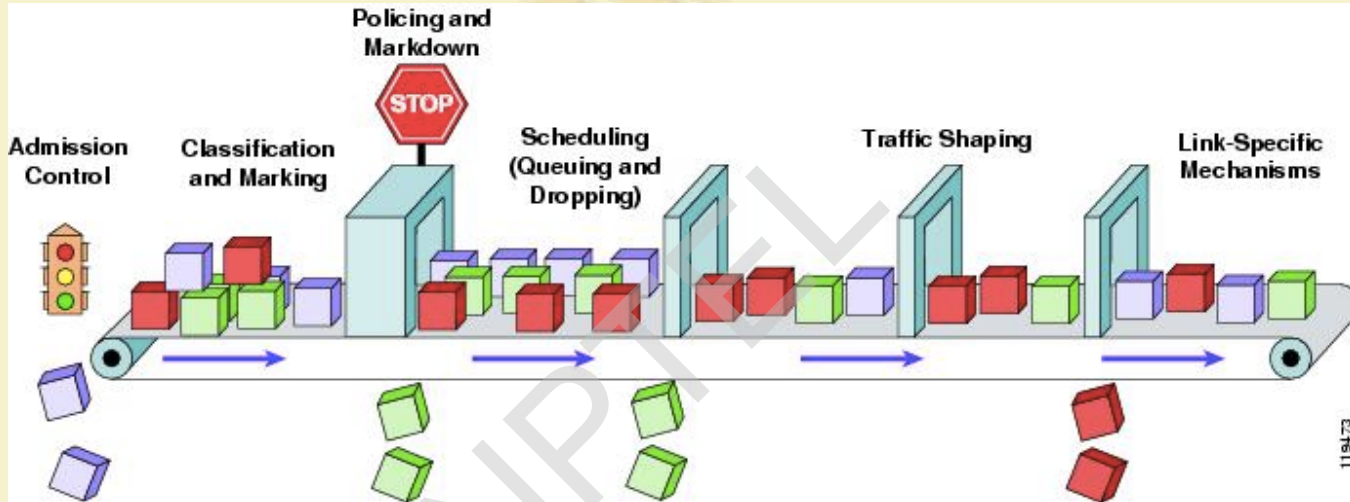 Policing and
Markdown
STOP
Admission
Control
Classification
and Marking
Scheduling
(Queuing and
Dropping)
Traffic Shaping
Link-Specific
Mechanisms
119473